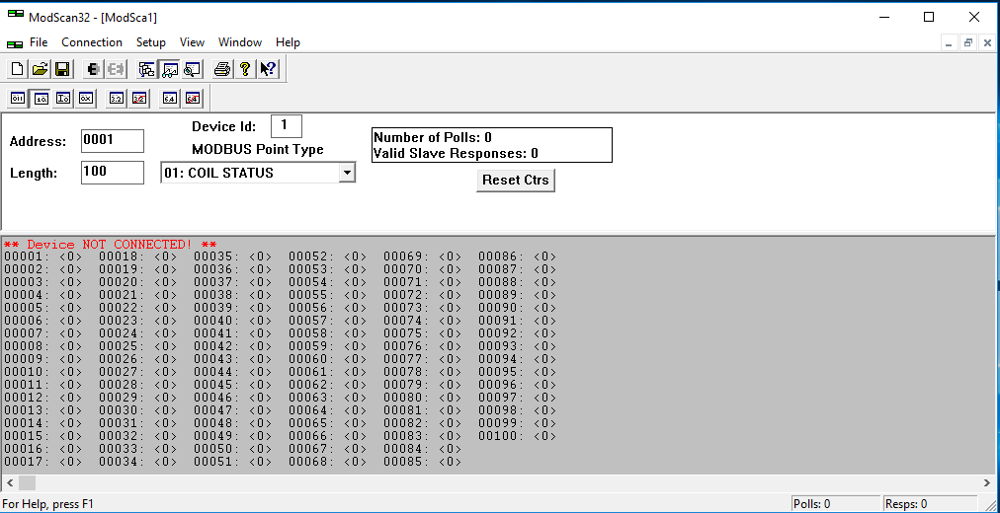 ModScan32 - [ModSca1]
File Connection Setup View Window Help
Device Id: 1
Address: 0001
MODBUS Point Type
Number of Polls: 0
Valid Slave Responses: 0
Length: 100
01: COIL STATUS
Reset Ctrs
** Device NOT CONNECTED! **
00001: <0> 00018: <0> 00035: <0> 00052: <0> 00069: <0> 00086: <0>
00002: <0> 00019: <0> 00036: <0> 00053: <0> 00070: <0> 00087: <0>
00003: <0> 00020: <0> 00037: <0> 00054: <0> 00071: <0> 00088: <0>
00004: <0> 00021: <0> 00038: <0> 00055: <0> 00072: <0> 00089: <0>
00005: <0> 00022: <0> 00039: <0> 00056: <0> 00073: <0> 00090: <0>
00006: <0> 00023: <0> 00040: <0> 00057: <0> 00074: <0> 00091: <0>
00007: <0> 00024: <0> 00041: <0> 00058: <0> 00075: <0> 00092: <0>
00008: <0> 00025: <0> 00042: <0> 00059: <0> 00076: <0> 00093: <0>
00009: <0> 00026: <0> 00043: <0> 00060: <0> 00077: <0> 00094: <0>
00010: <0> 00027: <0> 00044: <0> 00061: <0> 00078: <0> 00095: <0>
00011: <0> 00028: <0> 00045: <0> 00062: <0> 00079: <0> 00096: <0>
00012: <0> 00029: <0> 00046: <0> 00063: <0> 00080: <0> 00097: <0>
00013: <0> 00030: <0> 00047: <0> 00064: <0> 00081: <0> 00098: <0>
00014: <0> 00031: <0> 00048: <0> 00065: <0> 00082: <0> 00099: <0>
00015: <0> 00032: <0> 00049: <0> 00066: <0> 00083: <0> 00100: <0>
00016: <0> 00033: <0> 00050: <0> 00067: <0> 00084: <0>
00017: <0> 00034: <0> 00051: <0> 00068: <0> 00085: <0>
For Help, press F1
Polls: 0
Resps: 0